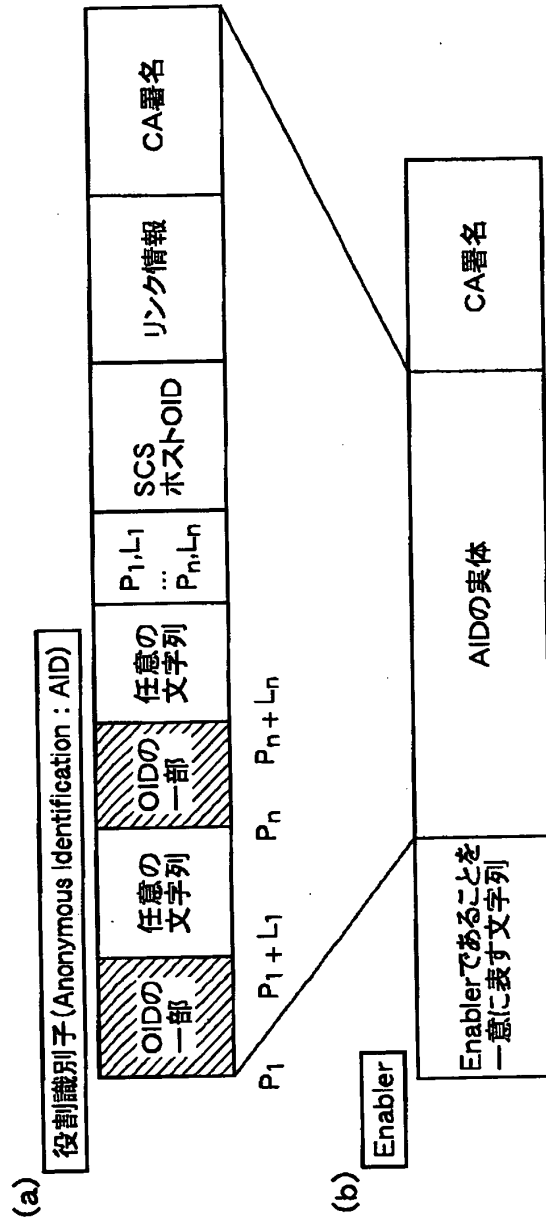 (a)
役割識別子(Anonymous Identification : AID)
OIDの
一部
任意の
文字列
OIDの
一部
任意の
文字列
P1,L1
...
Pn,Ln
SCS
ホストOID
リンク情報
CA署名
P1
P1+L1
Pn
Pn+Ln
(b)
Enabler
Enablerであることを
一意に表す文字列
AIDの実体
CA署名